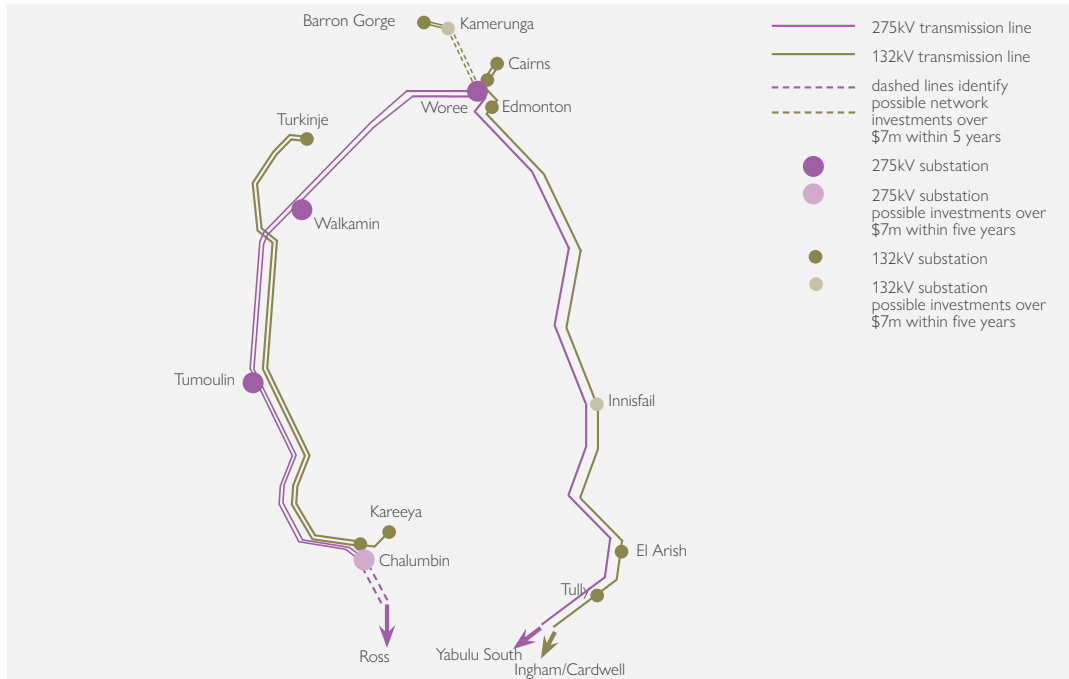 Barron Gorge
Kamerunga
Cairns
Woree
Edmonton
Turkinje
Walkamin
Tumoulin
Innisfail
Kareeya
Chalumbin
El Arish
Tully
Ross
Yabulu South
Ingham/Cardwell
275kV transmission line
132kV transmission line
dashed lines identify
possible network
investments over
$7m within 5 years
275kV substation
275kV substation
possible investments over
$7m within five years
132kV substation
132kV substation
possible investments over
$7m within five years